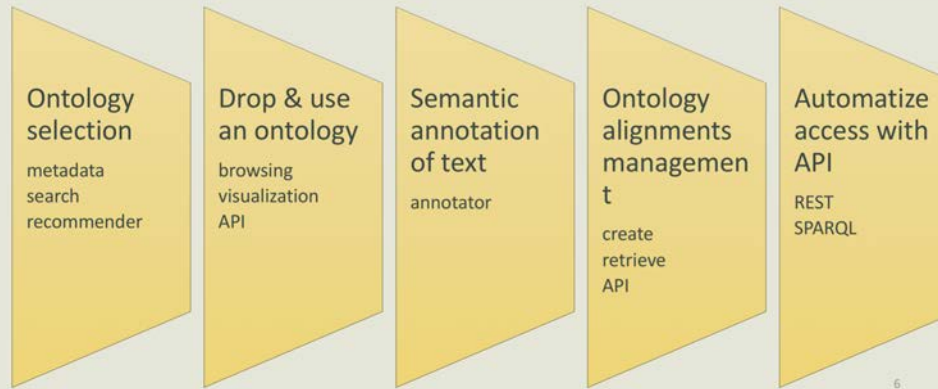 Ontology
selection
metadata
search
recommender
Drop & use
an ontology
browsing
visualization
API
Semantic
annotation
of text
annotator
Ontology
alignments
managemen
t
create
retrieve
API
Automatize
access with
API
REST
SPARQL
6